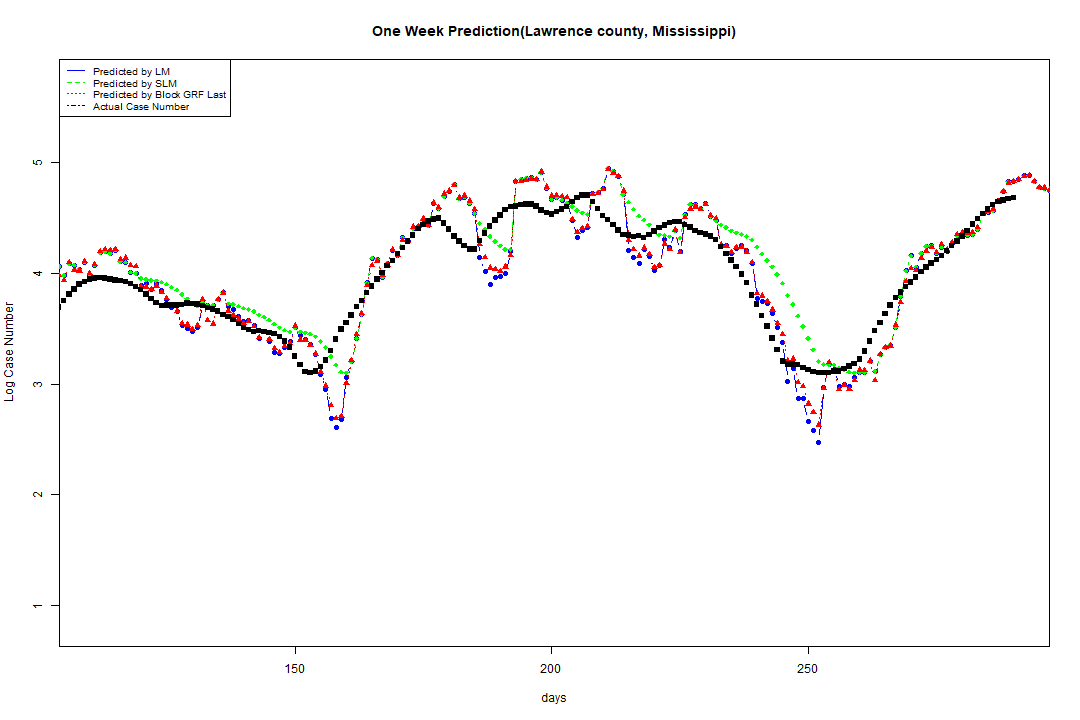 One Week Prediction(Lawrence county, Mississippi)
Predicted by LM
Predicted by SLM
Predicted by Block GRF Last
Actual Case Number
5
4
3
2
1
Log Case Number
150
200
250
days